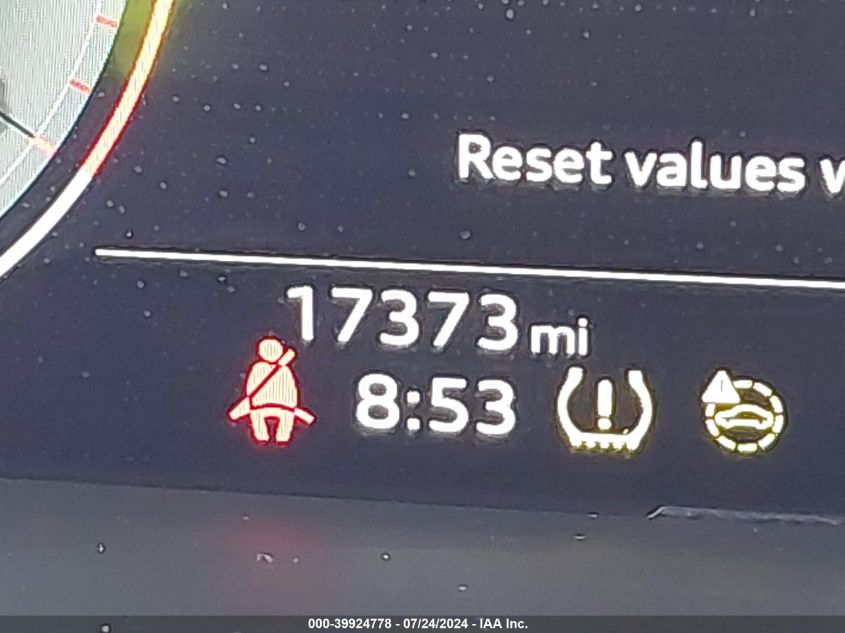 Reset values
17373 mi
8:53
000-39924778 - 07/24/2024 - IAA Inc.